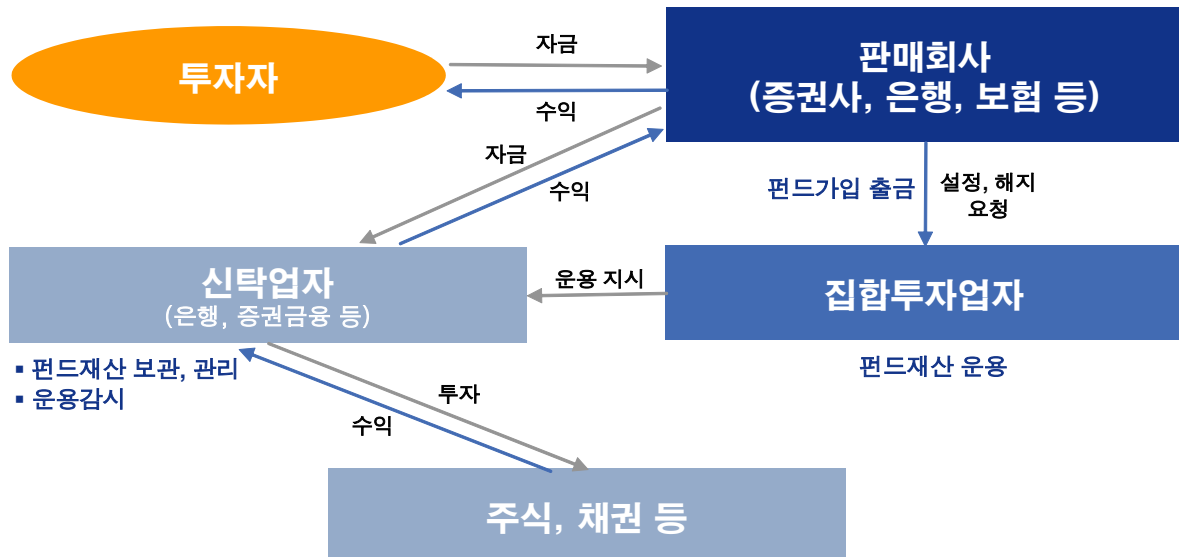 투자자
자금
수익
판매회사
(증권사, 은행, 보험 등)
자금
수익
펀드가입 출금
설정, 해지
요청
신탁업자
(은행, 증권금융 등)
운용 지시
집합투자업자
▪ 펀드재산 보관, 관리
▪ 운용감시
펀드재산 운용
투자
수익
주식, 채권 등